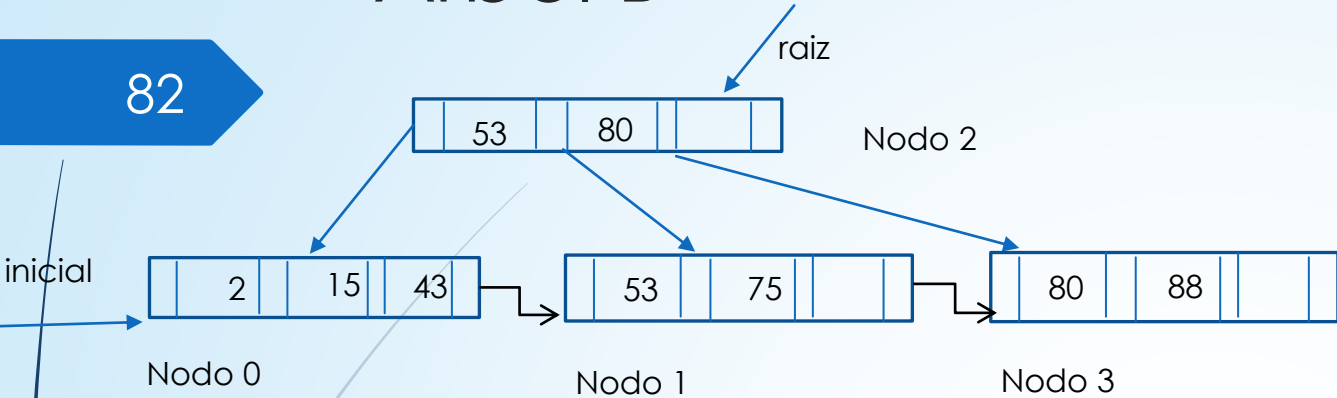 82
raiz
53 80
Nodo 2
inicial
2 15 43
53 75
80 88
Nodo 0
Nodo 1
Nodo 3